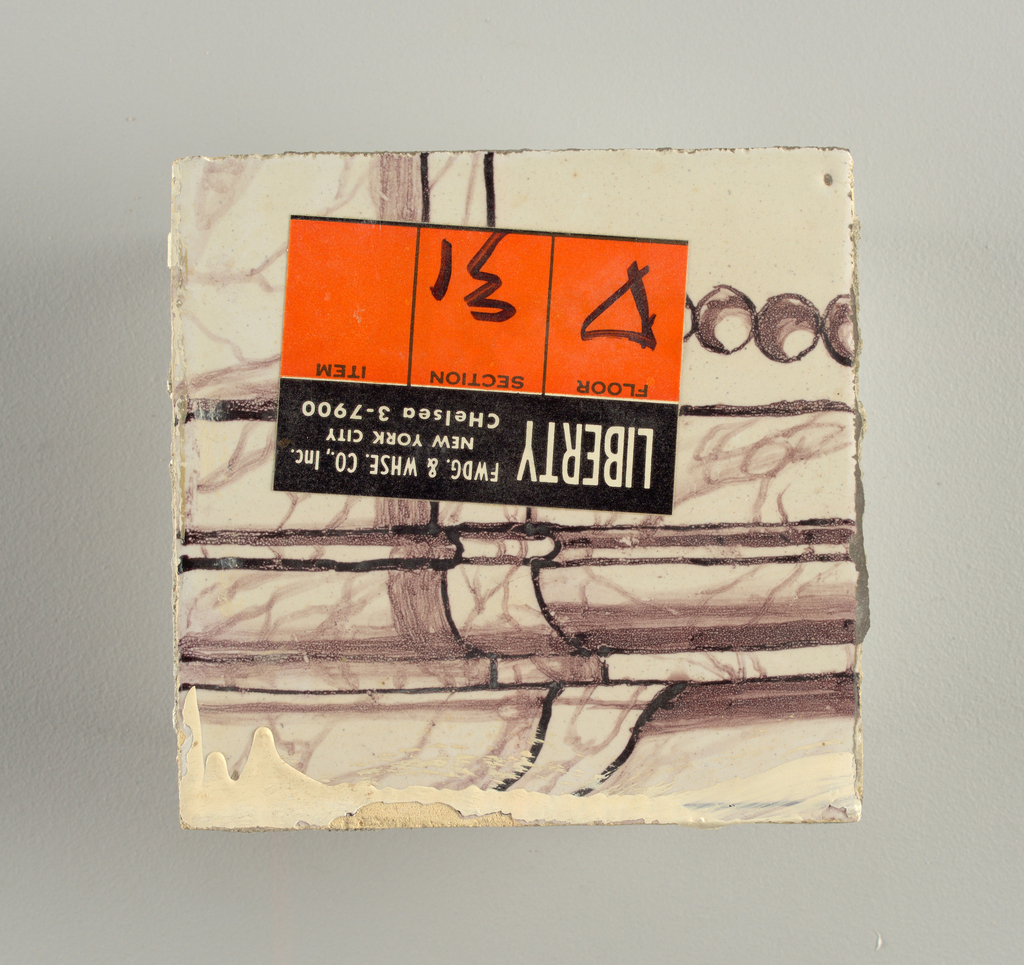 LIBERTY FWDG. & WHSE. CO., Inc.
NEW YORK CITY
CHelsea 3-7900
FLOOR SECTION ITEM
D 31